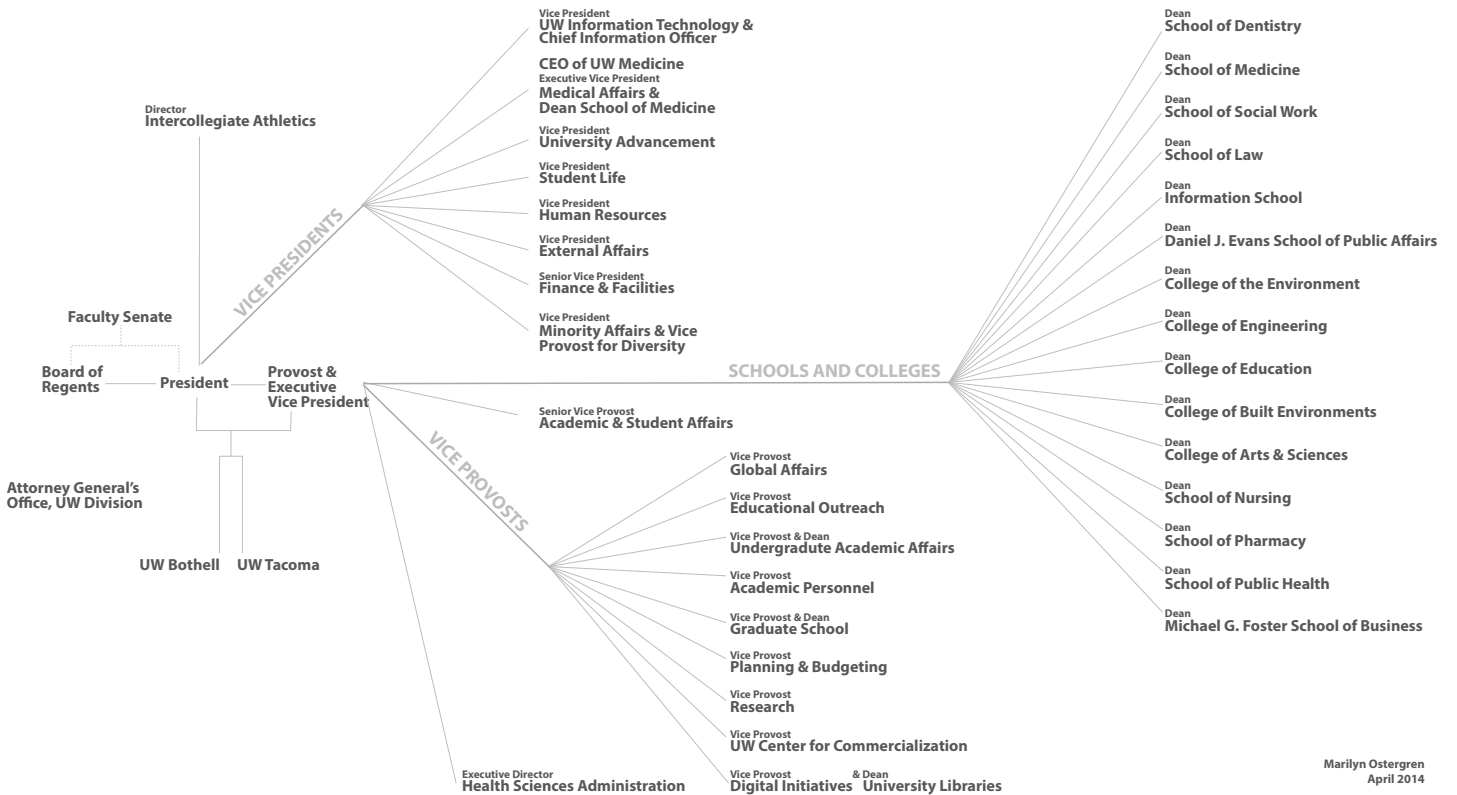 Vice President
UW Information Technology &
Chief Information Officer
CEO of UW Medicine
Executive Vice President
Medical Affairs &
Dean School of Medicine
Vice President
University Advancement
Vice President
Student Life
Vice President
Human Resources
Vice President
External Affairs
Senior Vice President
Finance & Facilities
Vice President
Minority Affairs & Vice
Provost for Diversity
Director
Intercollegiate Athletics
VICE PRESIDENTS
Faculty Senate
Board of
Regents
President
Provost &
Executive
Vice President
Attorney General's
Office, UW Division
UW Bothell
UW Tacoma
SCHOOLS AND COLLEGES
Senior Vice Provost
Academic & Student Affairs
VICE PROVOSTS
Vice Provost
Global Affairs
Vice Provost
Educational Outreach
Vice Provost & Dean
Undergradute Academic Affairs
Vice Provost
Academic Personnel
Vice Provost & Dean
Graduate School
Vice Provost
Planning & Budgeting
Vice Provost
Research
Vice Provost
UW Center for Commercialization
Vice Provost & Dean
Digital Initiatives University Libraries
Executive Director
Health Sciences Administration
Dean
School of Dentistry
Dean
School of Medicine
Dean
School of Social Work
Dean
School of Law
Dean
Information School
Dean
Daniel J. Evans School of Public Affairs
Dean
College of the Environment
Dean
College of Engineering
Dean
College of Education
Dean
College of Built Environments
Dean
College of Arts & Sciences
Dean
School of Nursing
Dean
School of Pharmacy
Dean
School of Public Health
Dean
Michael G. Foster School of Business
Marilyn Ostergren
April 2014